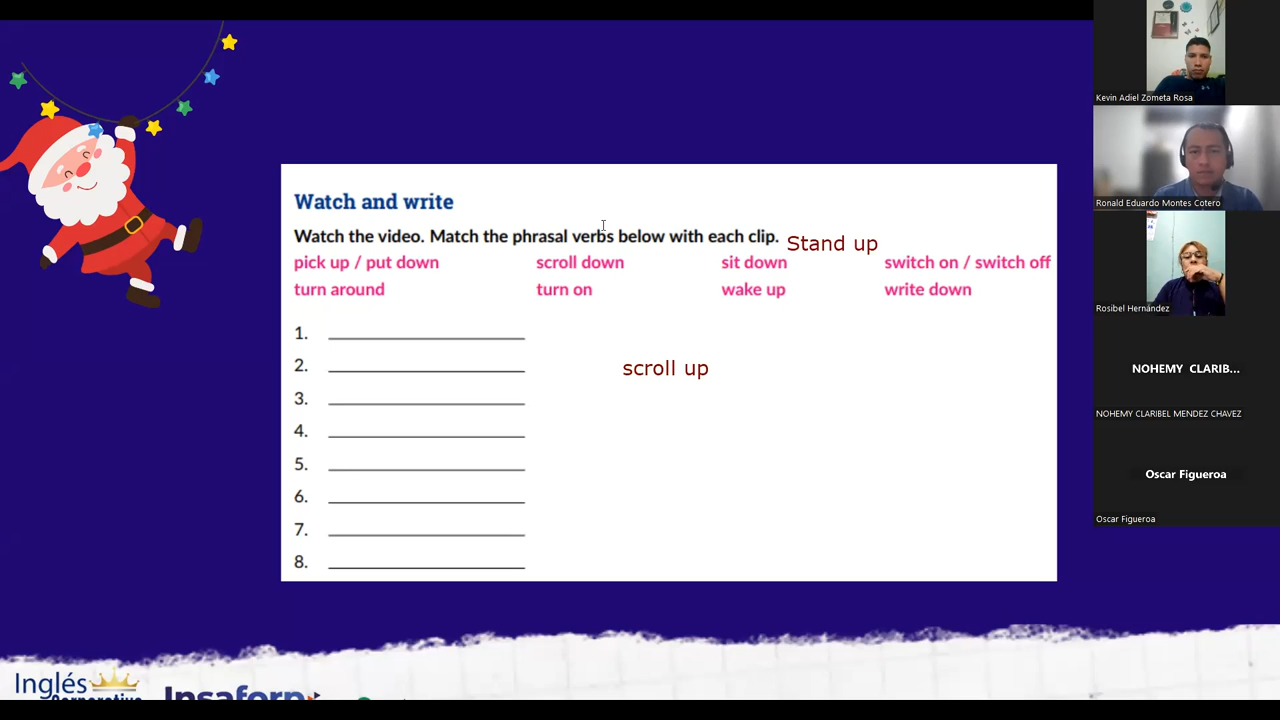 Kevin Adiel Zometa Rosa
Ronald Eduardo Montes Cotero
Rosibel Hernández
NOHEMY CLARIB...
NOHEMY CLARIBEL MENDEZ CHAVEZ
Oscar Figueroa
Oscar Figueroa
Watch and write
Watch the video. Match the phrasal verbs below with each clip.
Stand up
pick up / put down scroll down sit down switch on / switch off
turn around turn on wake up write down
1.
2.
scroll up
3.
4.
5.
6.
7.
8.
Inglés
Corporativo
Insaforp